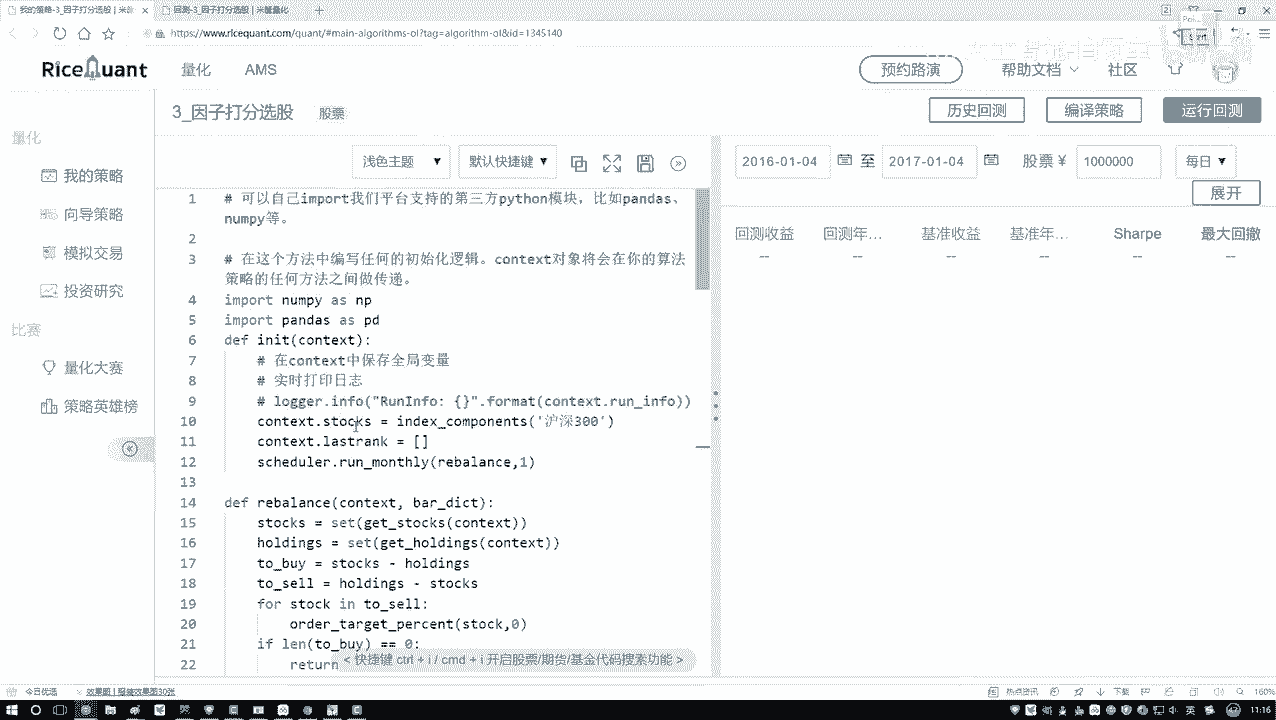 我的策略-3_因子打分选股 | 米筐
回测-3_因子打分选股 | 米筐量化
https://www.ricequant.com/quant/#main-algorithms-ol?tag=algorithm-ol&id=1345140
RiceQuant
量化
AMS
预约路演
帮助文档
社区
3_因子打分选股
股票
历史回测
编译策略
运行回测
量化
我的策略
向导策略
模拟交易
投资研究
比赛
量化大赛
策略英雄榜
浅色主题
默认快捷键
2016-01-04
至
2017-01-04
股票 ¥
1000000
每日
展开
回测收益 回测年... 基准收益 基准年... Sharpe 最大回撤
-- -- -- -- -- --
1 # 可以自己import我们平台支持的第三方python模块，比如pandas、
numpy等。
2
3 # 在这个方法中编写任何的初始化逻辑。context对象将会在你的算法
策略的任何方法之间做传递。
4 import numpy as np
5 import pandas as pd
6 def init(context):
7 # 在context中保存全局变量
8 # 实时打印日志
9 # logger.info("RunInfo: {}".format(context.run_info))
10 context.stocks = index_components('沪深300')
11 context.lastrank = []
12 scheduler.run_monthly(rebalance,1)
13
14 def rebalance(context, bar_dict):
15 stocks = set(get_stocks(context))
16 holdings = set(get_holdings(context))
17 to_buy = stocks - holdings
18 to_sell = holdings - stocks
19 for stock in to_sell:
20 order_target_percent(stock,0)
21 if len(to_buy) == 0:
22 return
< 快捷键 ctrl + i / cmd + i 开启股票/期货/基金代码搜索功能 >
今日优选
热点资讯
下载
160%
英
11:16